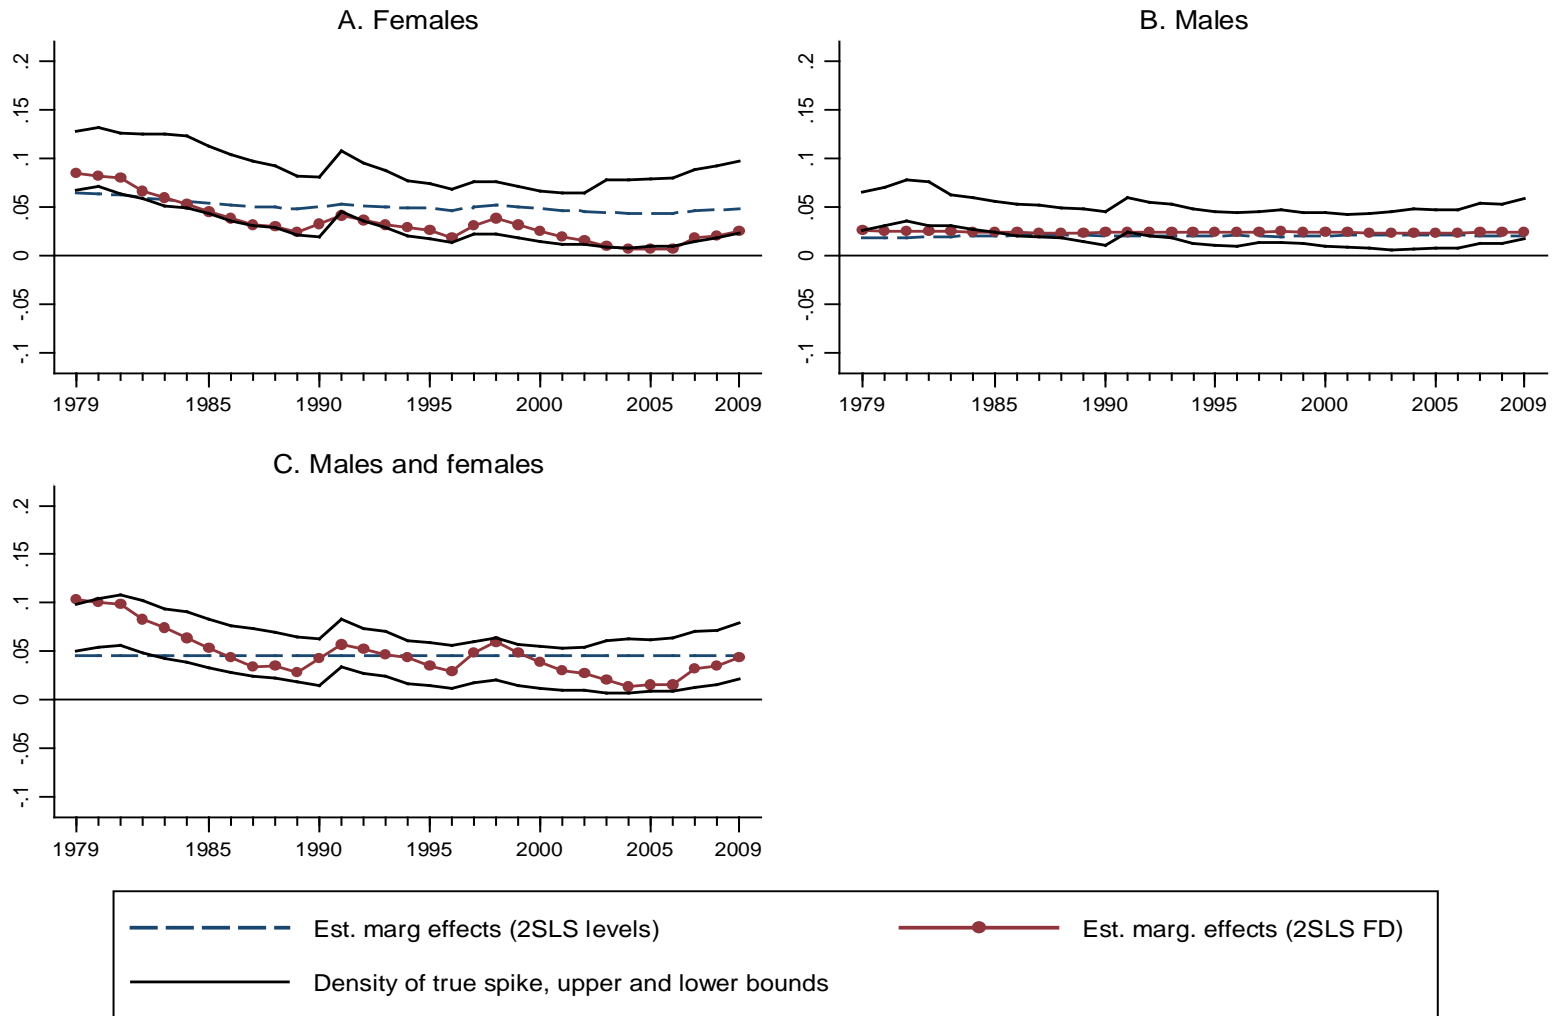 A. Females
.2
.15
.1
.05
0
-.05
-.1
1979 1985 1990 1995 2000 2005 2009
B. Males
.2
.15
.1
.05
0
-.05
-.1
1979 1985 1990 1995 2000 2005 2009
C. Males and females
.2
.15
.1
.05
0
-.05
-.1
1979 1985 1990 1995 2000 2005 2009
Est. marg effects (2SLS levels)
Est. marg. effects (2SLS FD)
Density of true spike, upper and lower bounds